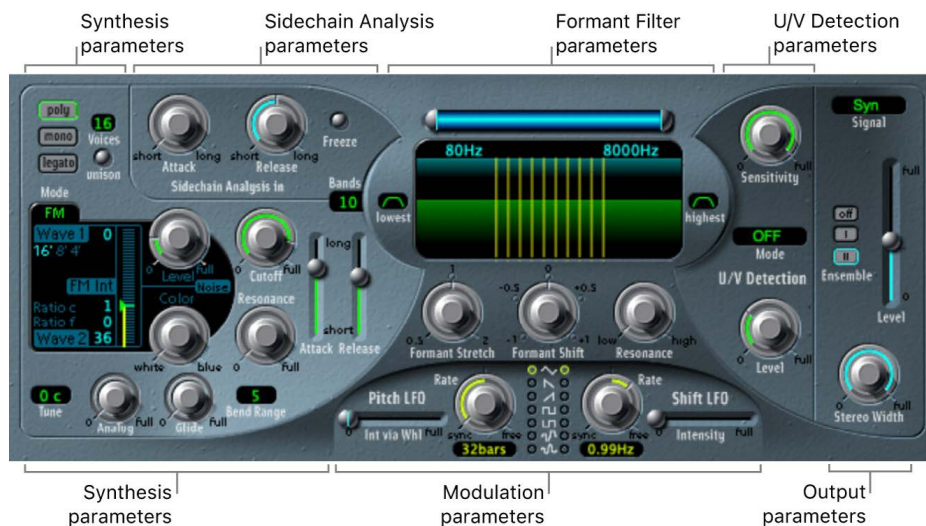 Synthesis parameters
Sidechain Analysis parameters
Formant Filter parameters
U/V Detection parameters
poly
mono
legato
Mode
16
Voices
unison
short
long
Attack
short
long
Release
Freeze
Sidechain Analysis in
Bands
10
80Hz
8000Hz
lowest
highest
0
full
Sensitivity
OFF
Mode
U/V Detection
0
full
Level
Syn
Signal
full
0
Level
off
I
II
Ensemble
0
full
Stereo Width
FM
Wave 1 0
16' 8' 4'
FM Int
Ratio c 1
Ratio f 0
Wave 2 36
0
full
Level
Noise
Color
white
blue
0
full
Cutoff
Resonance
0
full
long
short
Attack
Release
1
0.5
2
Formant Stretch
0
-0.5
+0.5
-1
+1
Formant Shift
low
high
Resonance
0 c
Tune
0
full
Analog
0
full
Glide
5
Bend Range
Pitch LFO
0
full
Int via Whl
Rate
sync
free
32bars
Rate
sync
free
0.99Hz
Shift LFO
0
full
Intensity
Synthesis parameters
Modulation parameters
Output parameters